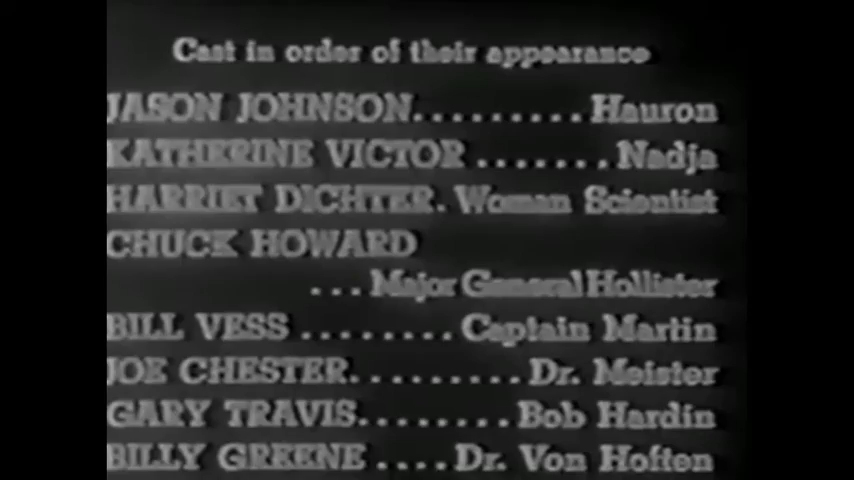 Cast in order of their appearance
JASON JOHNSON.........Hauron
KATHERINE VICTOR.......Nadja
HARRIET DICHTER.Woman Scientist
CHUCK HOWARD
...Major General Hollister
BILL VESS........Captain Martin
JOE CHESTER.........Dr. Meister
GARY TRAVIS........Bob Hardin
BILLY GREENE....Dr. Von Hoften